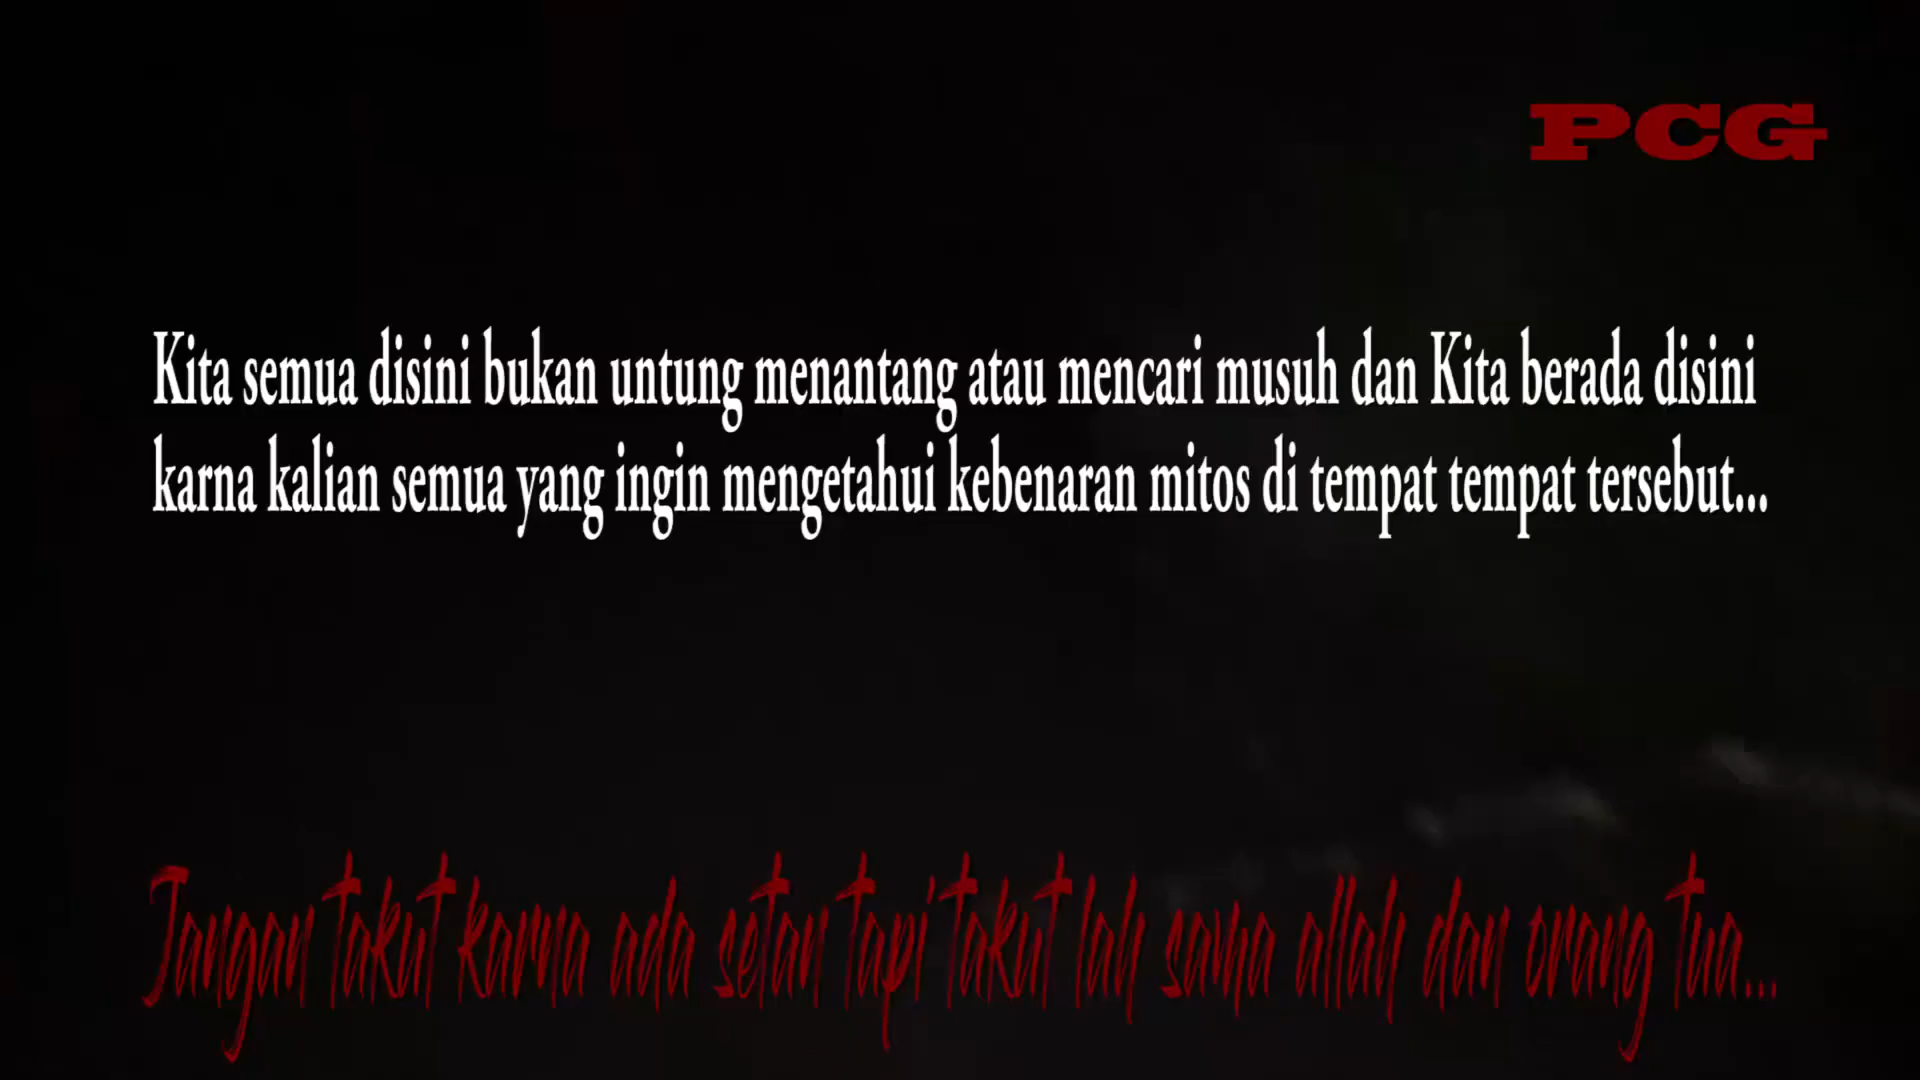 PCG
Kita semua disini bukan untung menantang atau mencari musuh dan Kita berada disini
karna kalian semua yang ingin mengetahui kebenaran mitos di tempat tempat tersebut...
Jangan takut karna ada setan tapi takut lah sama allah dan orang tua...